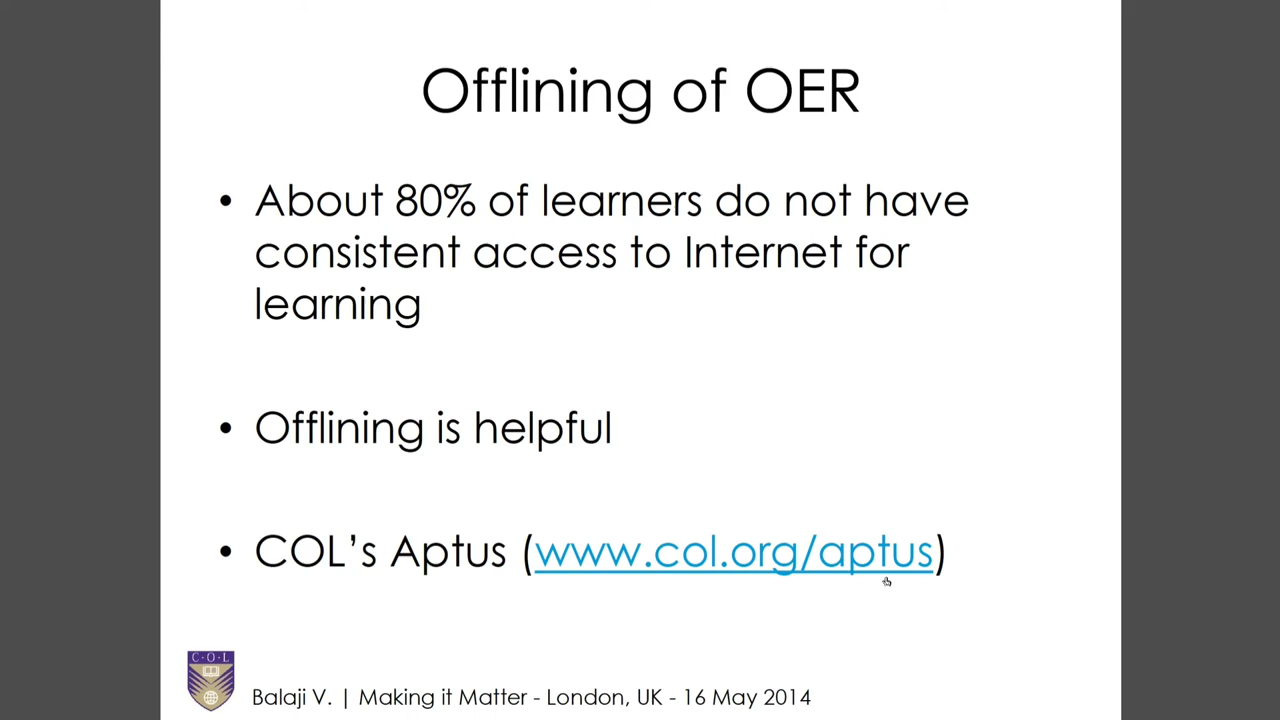 Offlining of OER
• About 80% of learners do not have
consistent access to Internet for
learning
• Offlining is helpful
• COL’s Aptus (www.col.org/aptus)
C·O·L
Balaji V. | Making it Matter - London, UK - 16 May 2014